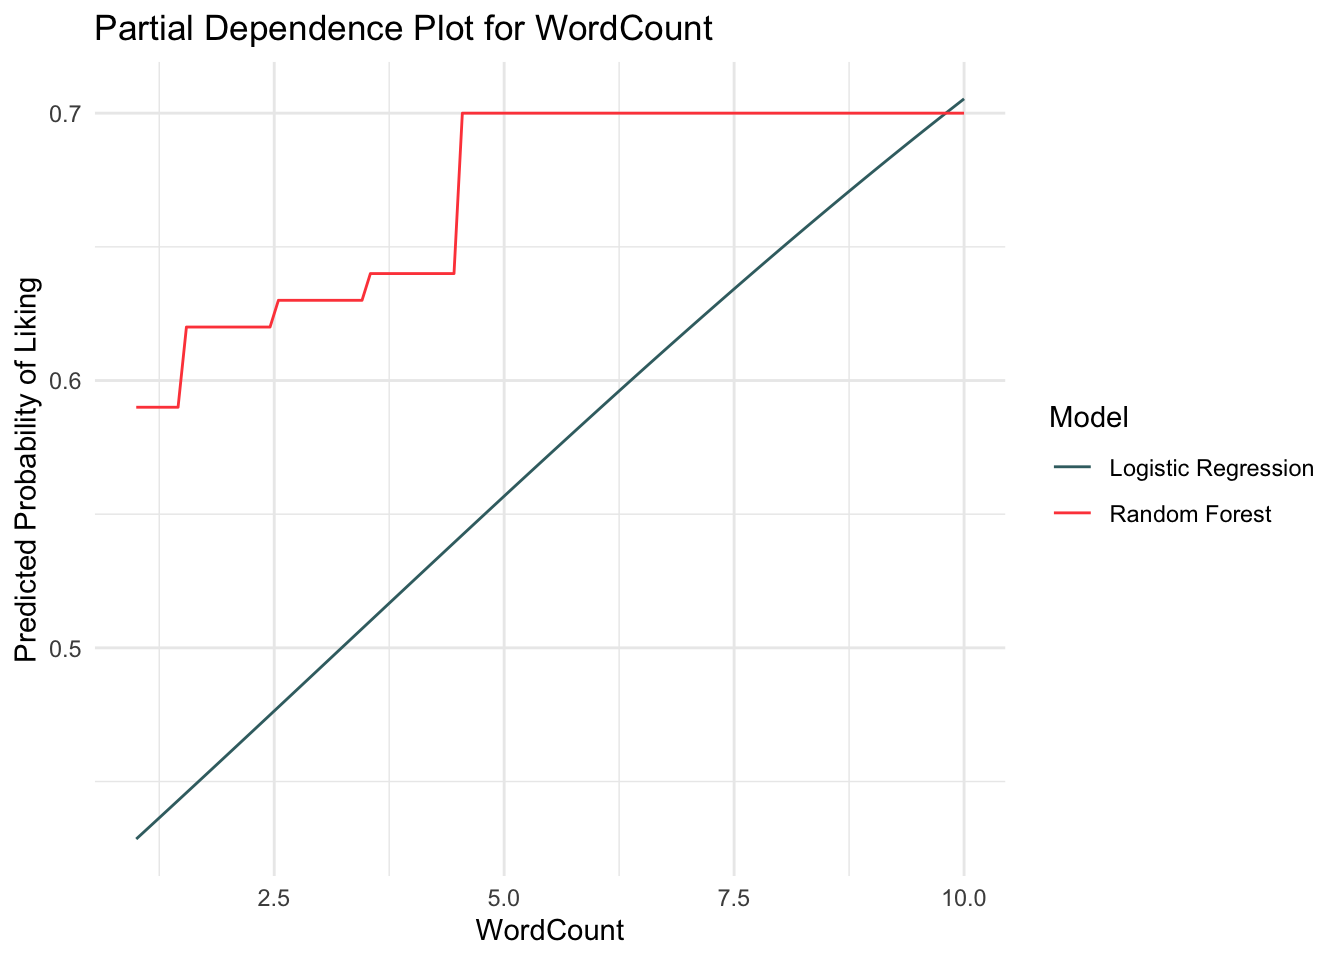 Partial Dependence Plot for WordCount
0.7
0.6
0.5
Predicted Probability of Liking
2.5
5.0
7.5
10.0
WordCount
Model
Logistic Regression
Random Forest